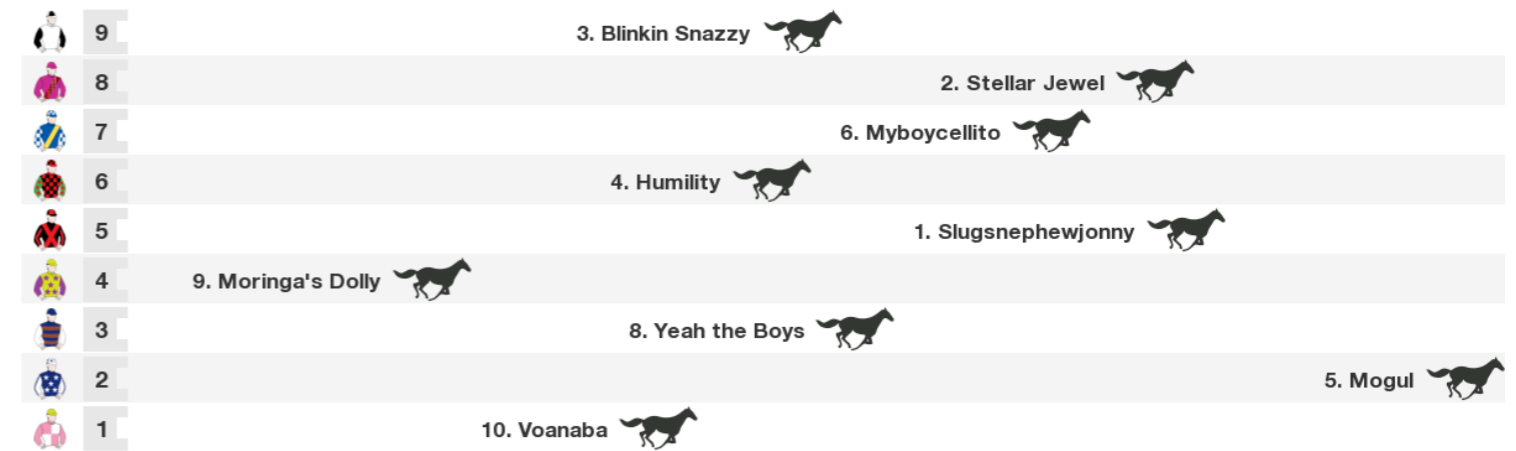 9 3. Blinkin Snazzy
8 2. Stellar Jewel
7 6. Myboycellito
6 4. Humility
5 1. Slugsnephewjonny
4 9. Moringa's Dolly
3 8. Yeah the Boys
2 5. Mogul
1 10. Voanaba